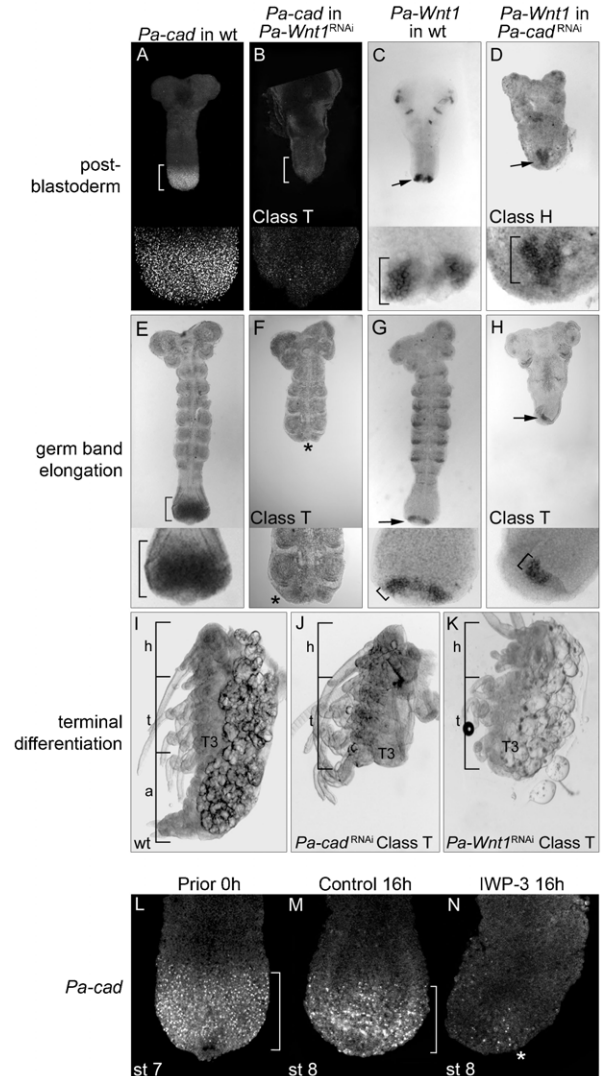 Pa-cad in wt
Pa-cad in Pa-Wnt1RNAi
Pa-Wnt1 in wt
Pa-Wnt1 in Pa-cadRNAi
post-blastoderm
A
B
Class T
C
D
Class H
germ band elongation
E
F
*
Class T
*
G
H
Class T
terminal differentiation
I
h
t
T3
a
wt
J
h
t
T3
Pa-cadRNAi Class T
K
h
t
T3
Pa-Wnt1RNAi Class T
Prior 0h
Control 16h
IWP-3 16h
Pa-cad
L
st 7
M
st 8
N
st 8
*